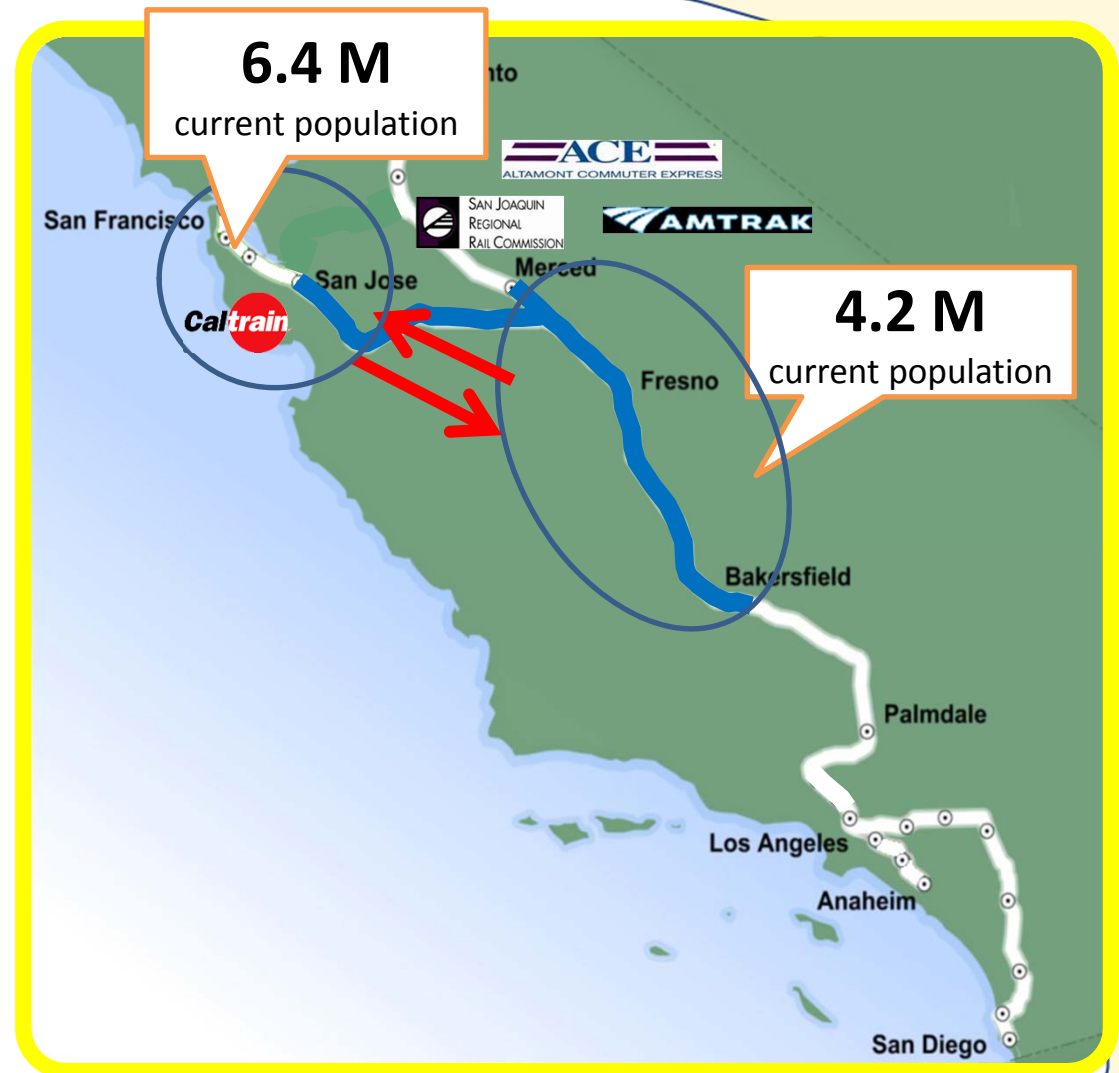 6.4 M
current population
nto
ACE
ALTAMONT COMMUTER EXPRESS
SAN JOAQUIN
REGIONAL
RAIL COMMISSION
AMTRAK
San Francisco
San Jose
Merced
Caltrain
4.2 M
current population
Fresno
Bakersfield
Palmdale
Los Angeles
Anaheim
San Diego